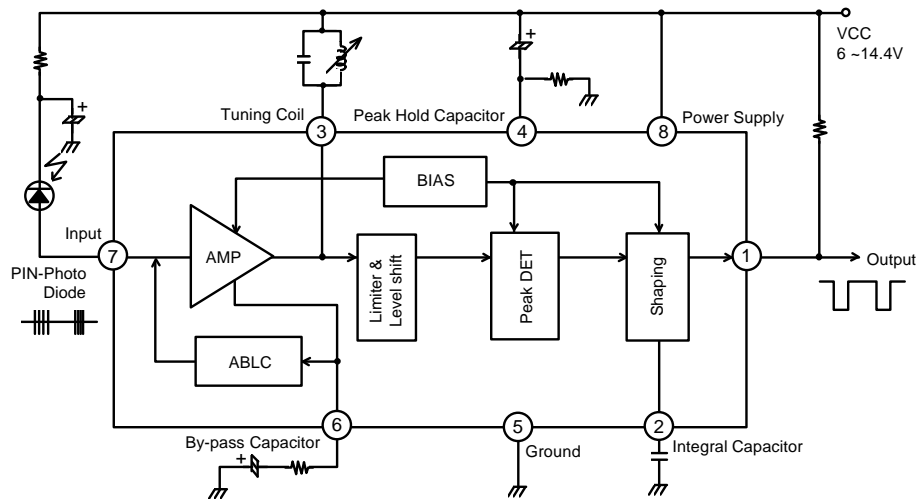 VCC
6 ~14.4V
+
+
Tuning Coil
3
Peak Hold Capacitor
4
8
Power Supply
BIAS
Input
7
AMP
1
Output
PIN-Photo
Diode
Limiter &
Level shift
Peak DET
Shaping
ABLC
6
5
2
By-pass Capacitor
Ground
Integral Capacitor
+